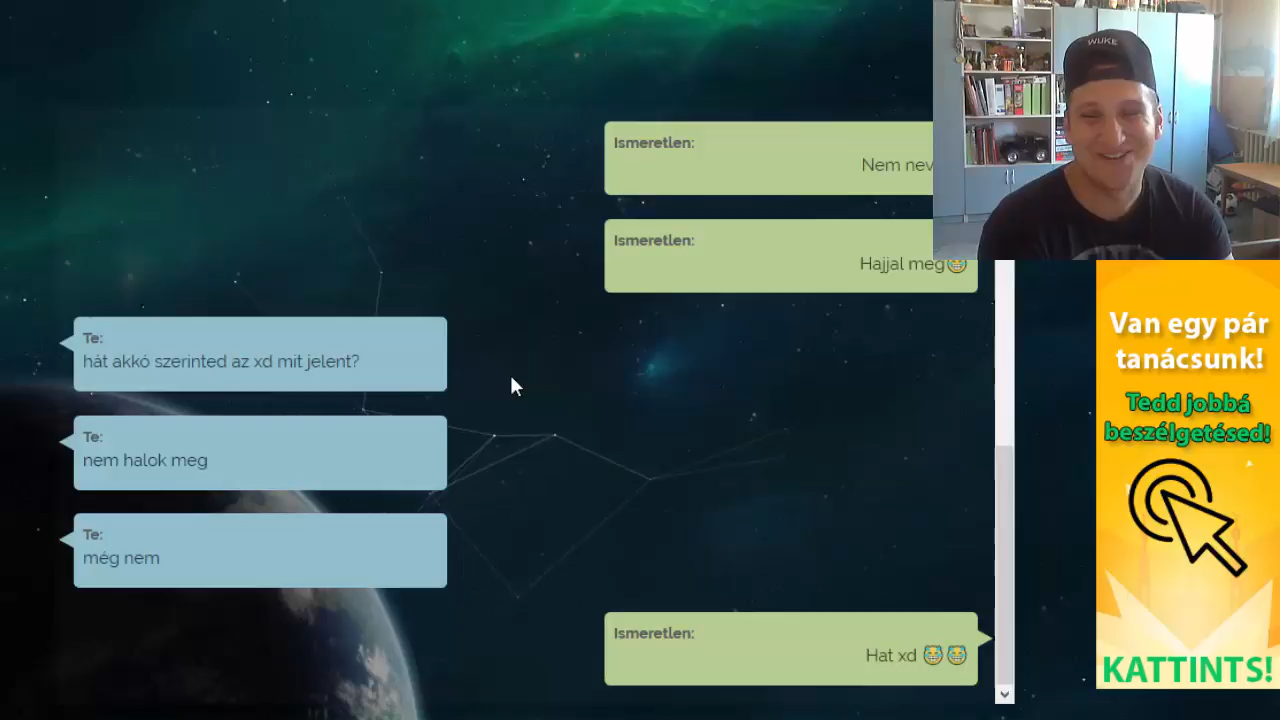 WUKE
Ismeretlen:
Nem nev
Ismeretlen:
Hajjal meg😂
Te:
hát akkó szerinted az xd mit jelent?
Te:
nem halok meg
Te:
még nem
Ismeretlen:
Hat xd 😂😂
Van egy pár
tanácsunk!
Tedd jobbá
beszélgetésed!
KATTINTS!